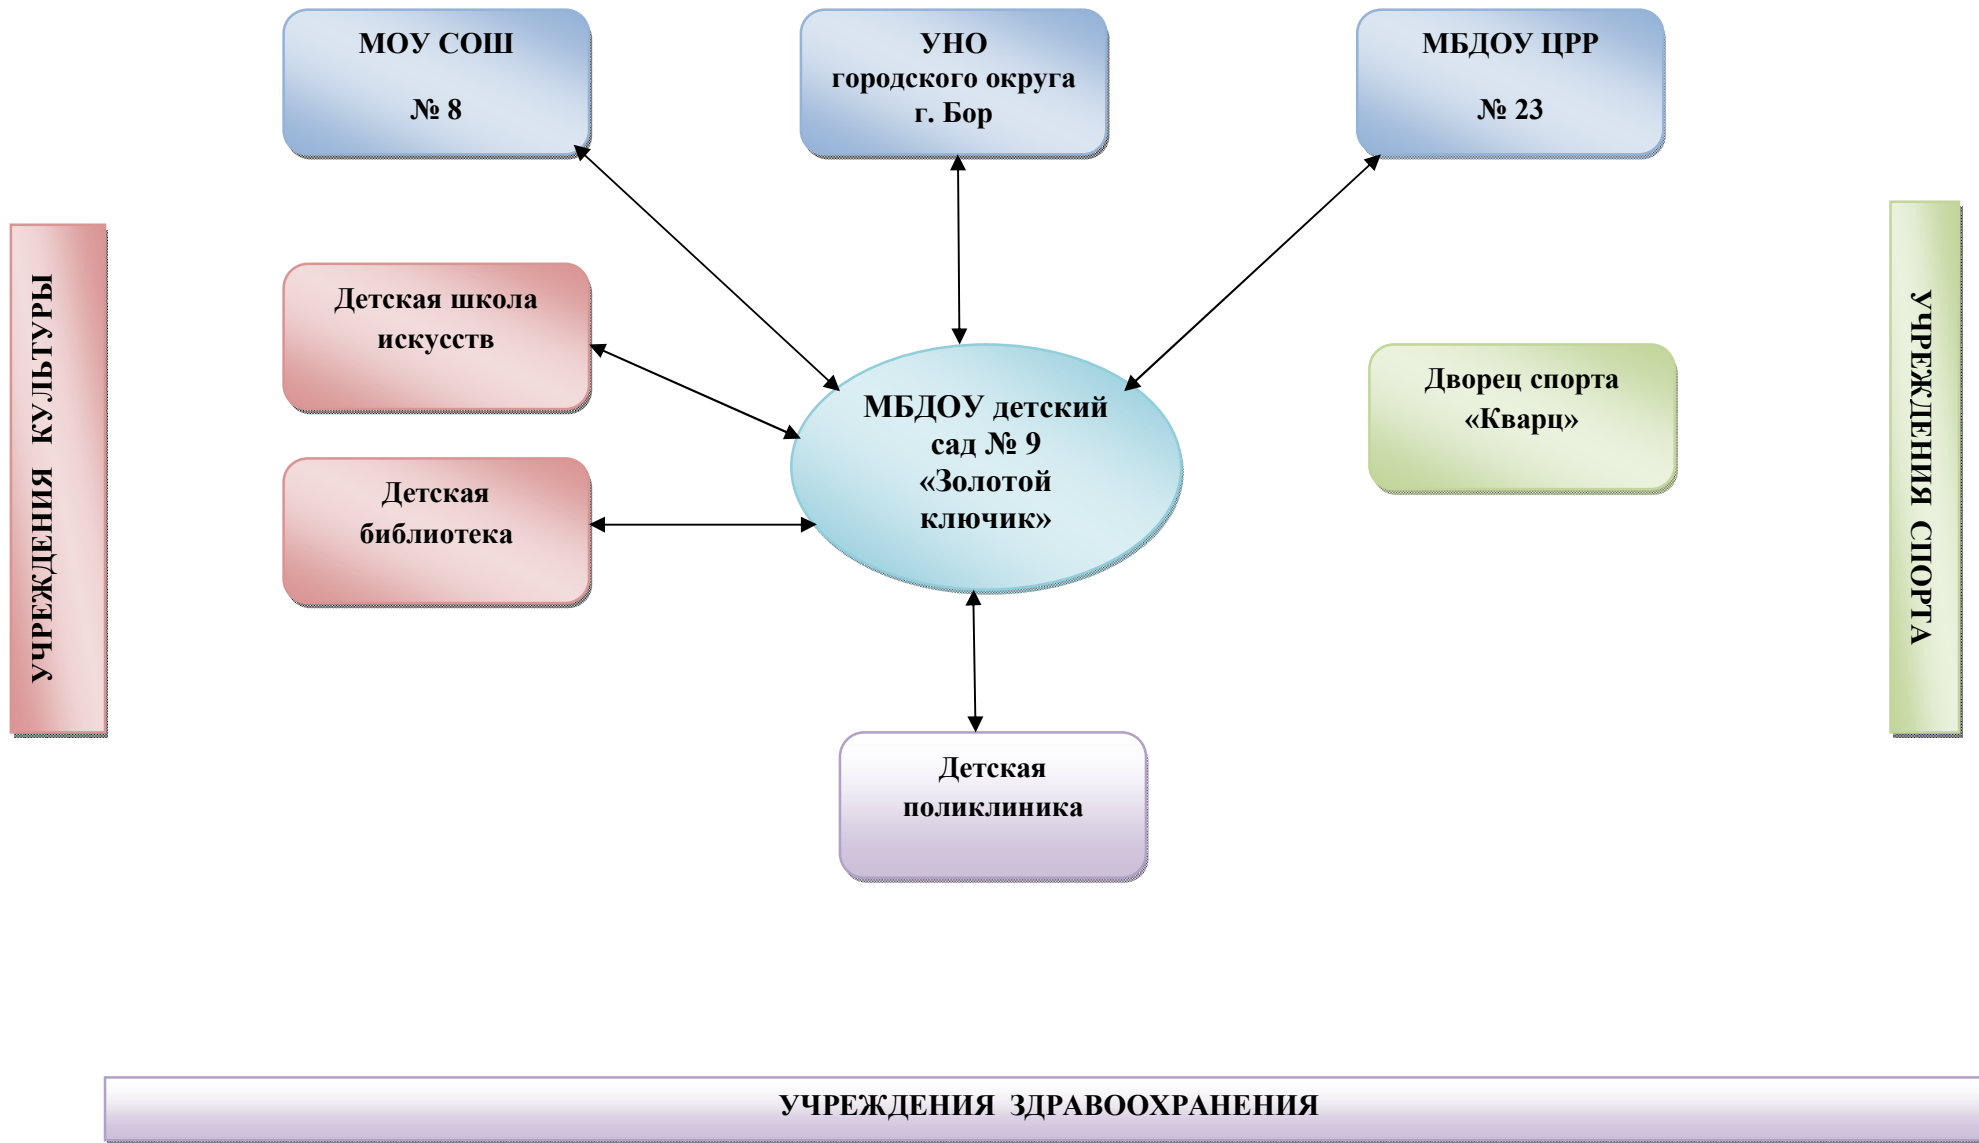 МОУ СОШ
№ 8
УНО
городского округа
г. Бор
МБДОУ ЦРР
№ 23
УЧРЕЖДЕНИЯ КУЛЬТУРЫ
Детская школа
искусств
Детская
библиотека
МБДОУ детский
сад № 9
«Золотой
ключик»
Дворец спорта
«Кварц»
УЧРЕЖДЕНИЯ СПОРТА
Детская
поликлиника
УЧРЕЖДЕНИЯ ЗДРАВООХРАНЕНИЯ